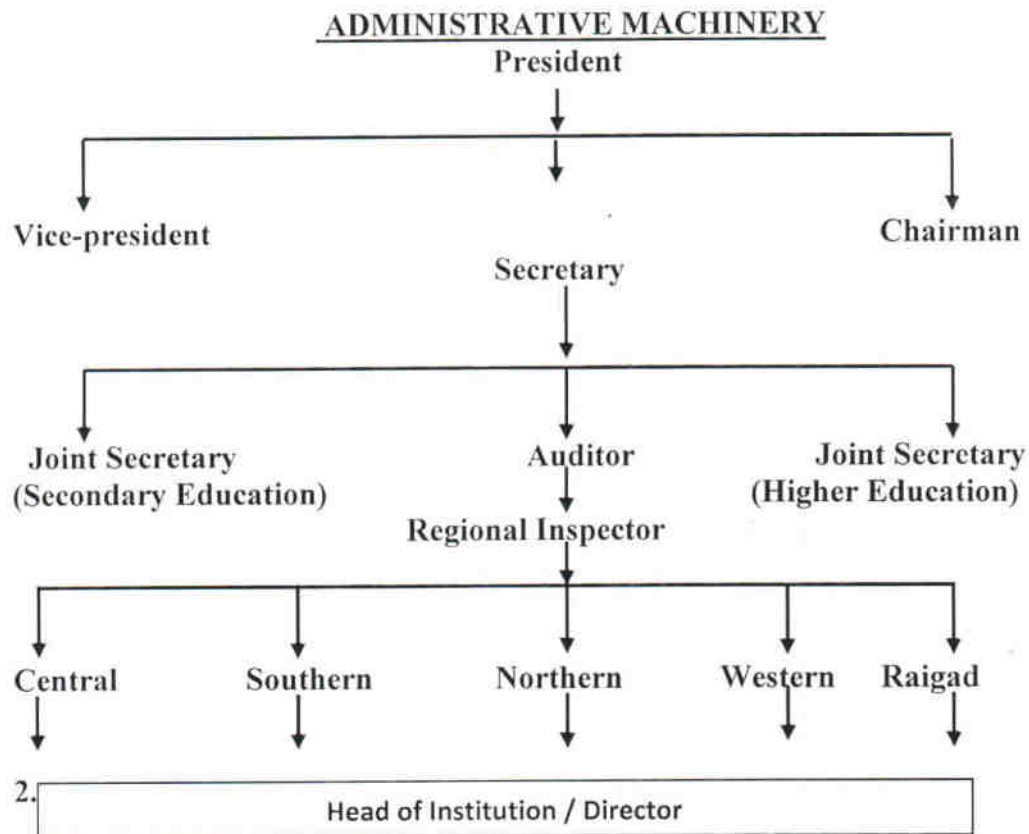 ADMINISTRATIVE MACHINERY
President
Vice-president
Chairman
Secretary
Joint Secretary
(Secondary Education)
Auditor
Joint Secretary
(Higher Education)
Regional Inspector
Central Southern Northern Western Raigad
2.
Head of Institution / Director